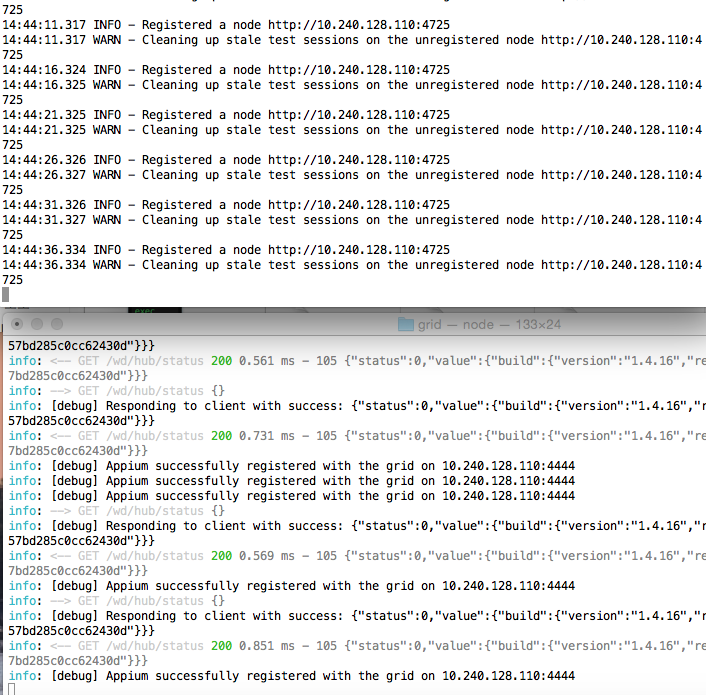 725
14:44:11.317 INFO - Registered a node http://10.240.128.110:4725
14:44:11.317 WARN - Cleaning up stale test sessions on the unregistered node http://10.240.128.110:4
725
14:44:16.324 INFO - Registered a node http://10.240.128.110:4725
14:44:16.325 WARN - Cleaning up stale test sessions on the unregistered node http://10.240.128.110:4
725
14:44:21.325 INFO - Registered a node http://10.240.128.110:4725
14:44:21.325 WARN - Cleaning up stale test sessions on the unregistered node http://10.240.128.110:4
725
14:44:26.326 INFO - Registered a node http://10.240.128.110:4725
14:44:26.327 WARN - Cleaning up stale test sessions on the unregistered node http://10.240.128.110:4
725
14:44:31.326 INFO - Registered a node http://10.240.128.110:4725
14:44:31.327 WARN - Cleaning up stale test sessions on the unregistered node http://10.240.128.110:4
725
14:44:36.334 INFO - Registered a node http://10.240.128.110:4725
14:44:36.334 WARN - Cleaning up stale test sessions on the unregistered node http://10.240.128.110:4
725
exec
grid — node — 133×24
57bd285c0cc62430d"}}}
info: <-- GET /wd/hub/status 200 0.561 ms - 105 {"status":0,"value":{"build":{"version":"1.4.16","re
7bd285c0cc62430d"}}}
info: --> GET /wd/hub/status {}
info: [debug] Responding to client with success: {"status":0,"value":{"build":{"version":"1.4.16","r
57bd285c0cc62430d"}}}
info: <-- GET /wd/hub/status 200 0.731 ms - 105 {"status":0,"value":{"build":{"version":"1.4.16","re
7bd285c0cc62430d"}}}
info: [debug] Appium successfully registered with the grid on 10.240.128.110:4444
info: [debug] Appium successfully registered with the grid on 10.240.128.110:4444
info: [debug] Appium successfully registered with the grid on 10.240.128.110:4444
info: --> GET /wd/hub/status {}
info: [debug] Responding to client with success: {"status":0,"value":{"build":{"version":"1.4.16","r
57bd285c0cc62430d"}}}
info: <-- GET /wd/hub/status 200 0.569 ms - 105 {"status":0,"value":{"build":{"version":"1.4.16","re
7bd285c0cc62430d"}}}
info: [debug] Appium successfully registered with the grid on 10.240.128.110:4444
info: --> GET /wd/hub/status {}
info: [debug] Responding to client with success: {"status":0,"value":{"build":{"version":"1.4.16","r
57bd285c0cc62430d"}}}
info: <-- GET /wd/hub/status 200 0.851 ms - 105 {"status":0,"value":{"build":{"version":"1.4.16","re
7bd285c0cc62430d"}}}
info: [debug] Appium successfully registered with the grid on 10.240.128.110:4444